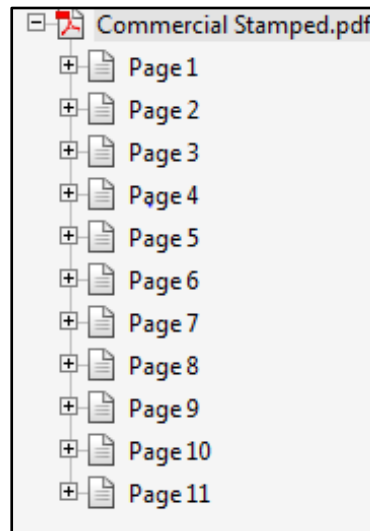 Commercial Stamped.pdf
Page 1
Page 2
Page 3
Page 4
Page 5
Page 6
Page 7
Page 8
Page 9
Page 10
Page 11